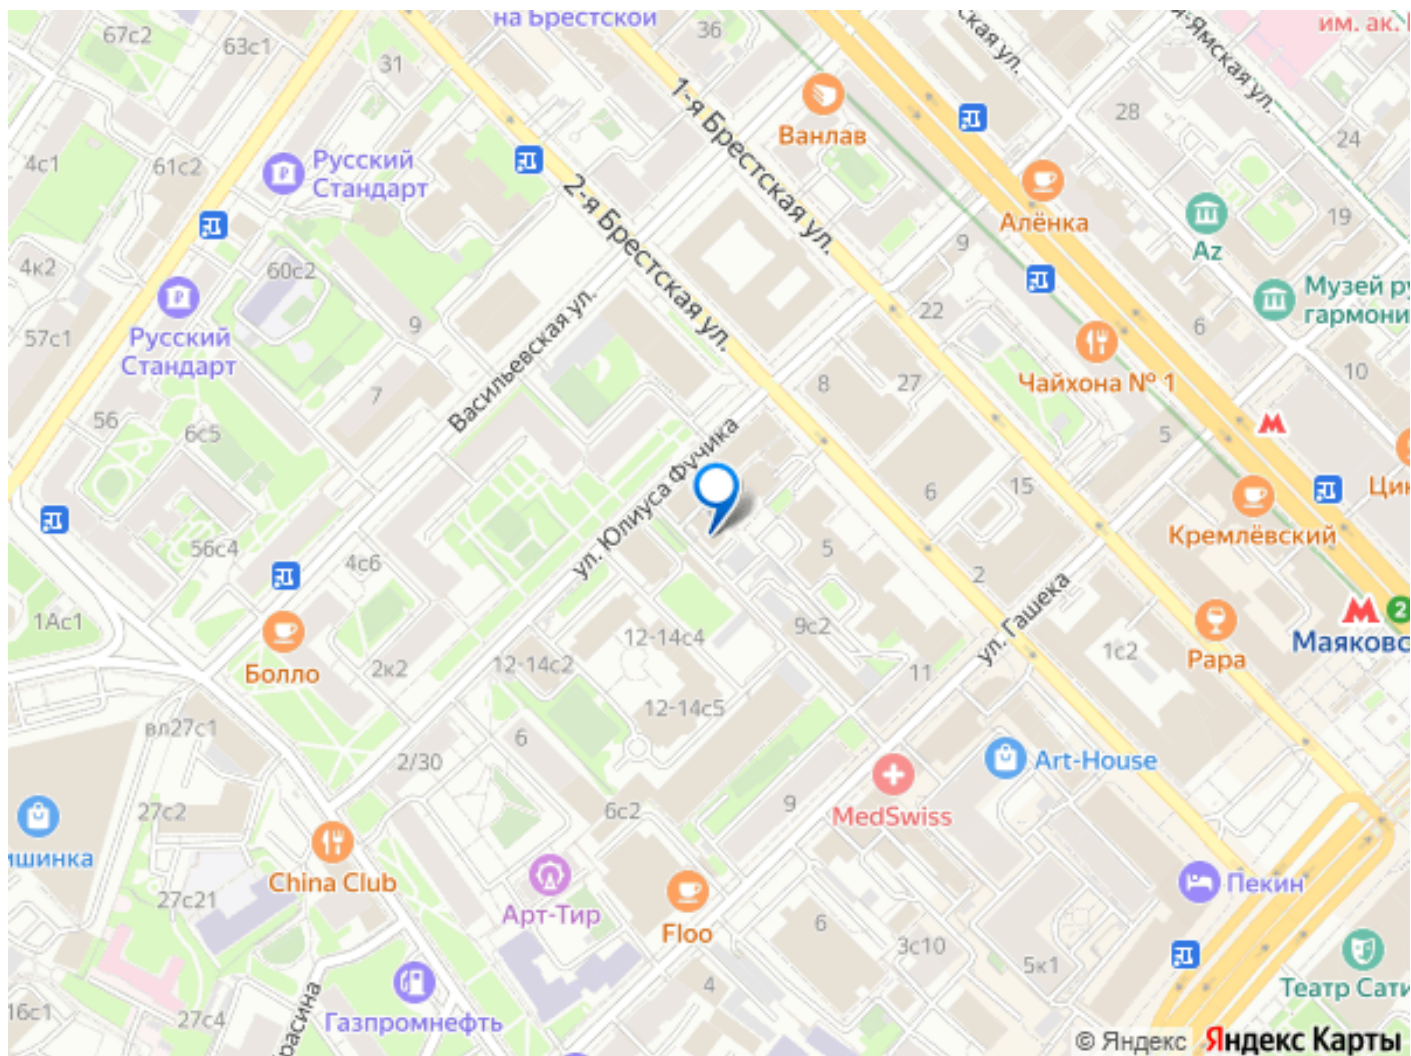 на Брестской
им. ак.
67с2
63с1
36
31
ская ул.
я-Ямская ул.
1-я Брестская ул.
Ванлав
28
24
4с1
61с2
Русский
Стандарт
2-я Брестская ул.
Алёнка
Az
19
9
4к2
60с2
Музей ру
гармони
57с1
Русский
Стандарт
9
Васильевская ул.
22
6
7
8
27
Чайхона № 1
10
56
6с5
ул. Юлиуса Фучика
5
6
15
Цин
Кремлёвский
56с4
4с6
5
2
ул. Гашека
1Ас1
Болло
2к2
12-14с4
9с2
12-14с2
11
1с2
Papa
2
Маяковс
12-14с5
вл27с1
2/30
6
Art-House
27с2
6с2
9
MedSwiss
ишинка
China Club
Пекин
27с21
Арт-Тир
Floo
6
3с10
5к1
4
Театр Сати
16с1
27с4
расина
Газпромнефть
© Яндекс Яндекс Карты